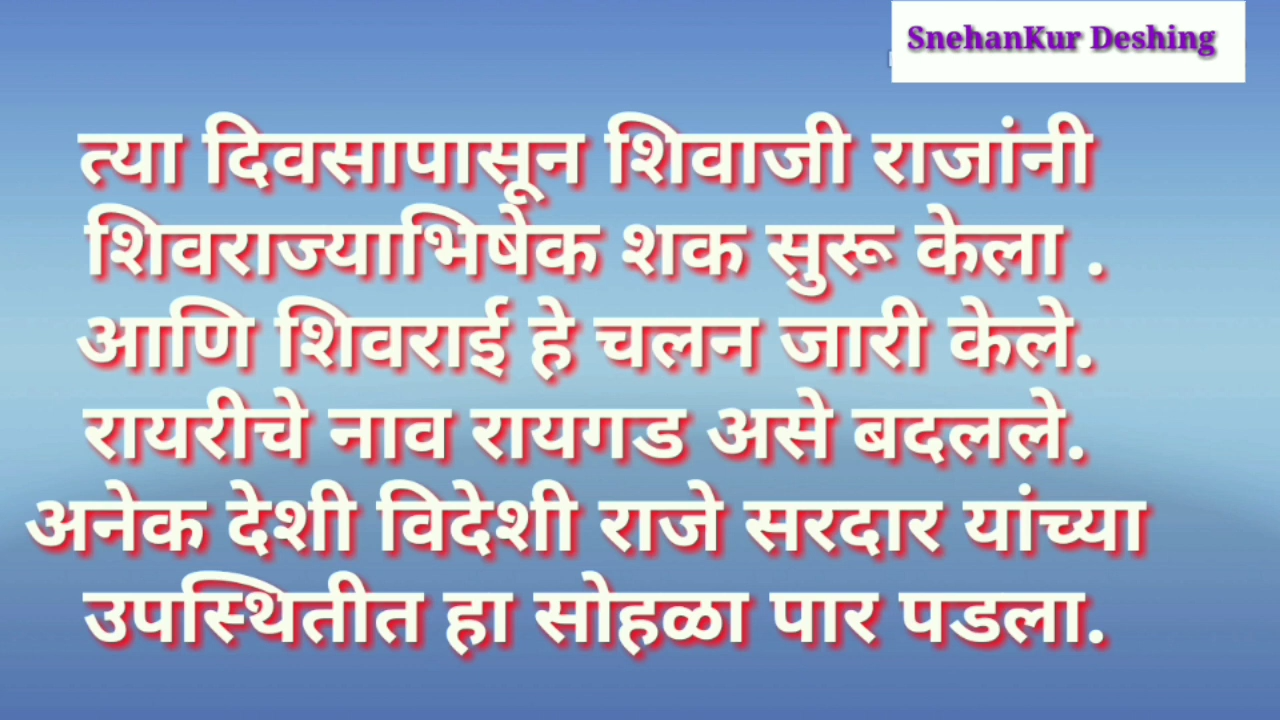 SnehanKur Deshing
त्या दिवसापासून शिवाजी राजांनी
शिवराज्याभिषेक शक सुरू केला .
आणि शिवराई हे चलन जारी केले.
रायरीचे नाव रायगड असे बदलले.
अनेक देशी विदेशी राजे सरदार यांच्या
उपस्थितीत हा सोहळा पार पडला.